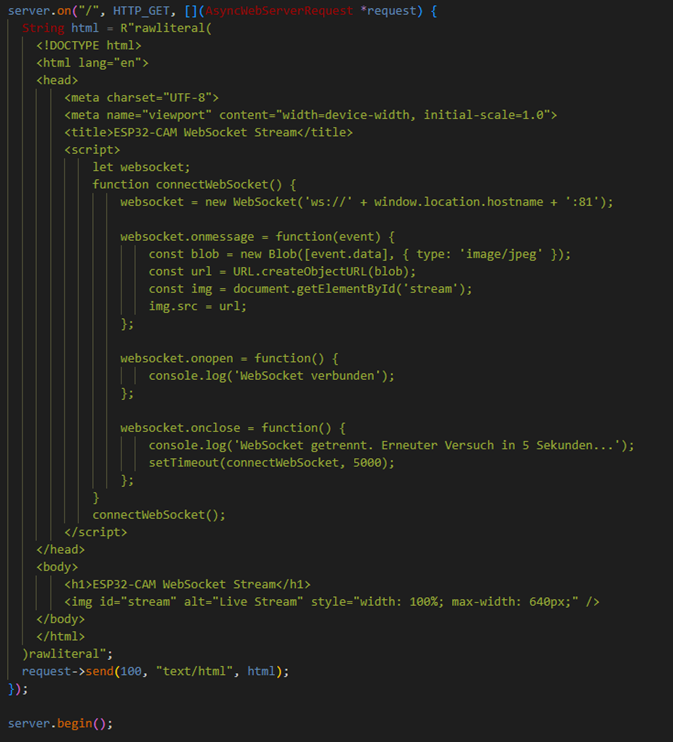 server.on("/", HTTP_GET, [](AsyncWebServerRequest *request) {
String html = R"rawliteral(
<!DOCTYPE html>
<html lang="en">
<head>
<meta charset="UTF-8">
<meta name="viewport" content="width=device-width, initial-scale=1.0">
<title>ESP32-CAM WebSocket Stream</title>
<script>
let websocket;
function connectWebSocket() {
websocket = new WebSocket('ws://' + window.location.hostname + ':81');
websocket.onmessage = function(event) {
const blob = new Blob([event.data], { type: 'image/jpeg' });
const url = URL.createObjectURL(blob);
const img = document.getElementById('stream');
img.src = url;
};
websocket.onopen = function() {
console.log('WebSocket verbunden');
};
websocket.onclose = function() {
console.log('WebSocket getrennt. Erneuter Versuch in 5 Sekunden...');
setTimeout(connectWebSocket, 5000);
};
}
connectWebSocket();
</script>
</head>
<body>
<h1>ESP32-CAM WebSocket Stream</h1>
<img id="stream" alt="Live Stream" style="width: 100%; max-width: 640px;" />
</body>
</html>
)rawliteral";
request->send(100, "text/html", html);
});
server.begin();